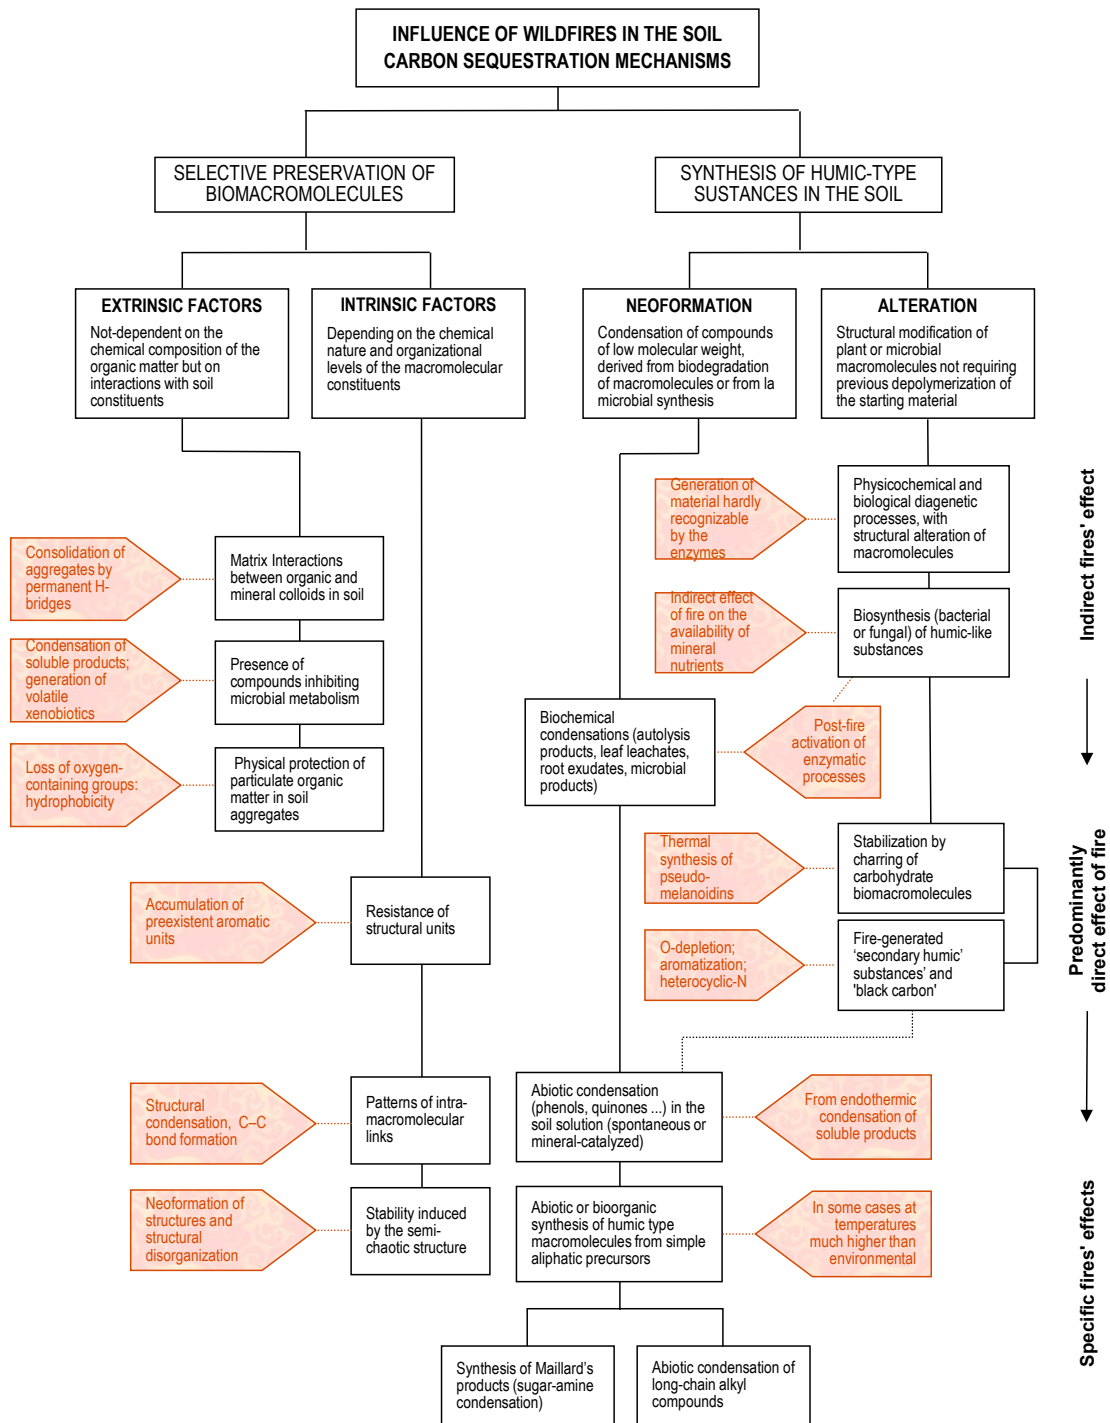 INFLUENCE OF WILDFIRES IN THE SOIL
CARBON SEQUESTRATION MECHANISMS
SELECTIVE PRESERVATION OF
BIOMACROMOLECULES
SYNTHESIS OF HUMIC-TYPE
SUSTANCES IN THE SOIL
EXTRINSIC FACTORS
Not-dependent on the
chemical composition of the
organic matter but on
interactions with soil
constituents
INTRINSIC FACTORS
Depending on the chemical
nature and organizational
levels of the macromolecular
constituents
NEOFORMATION
Condensation of compounds
of low molecular weight,
derived from biodegradation
of macromolecules or from la
microbial synthesis
ALTERATION
Structural modification of
plant or microbial
macromolecules not requiring
previous depolymerization of
the starting material
Generation of
material hardly
recognizable
by the
enzymes
Physicochemical and
biological diagenetic
processes, with
structural alteration of
macromolecules
Consolidation of
aggregates by
permanent H-
bridges
Matrix Interactions
between organic and
mineral colloids in soil
Indirect effect
of fire on the
availability of
mineral
nutrients
Biosynthesis (bacterial
or fungal) of humic-like
substances
Condensation of
soluble products;
generation of
volatile
xenobiotics
Presence of
compounds inhibiting
microbial metabolism
Biochemical
condensations (autolysis
products, leaf leachates,
root exudates, microbial
products)
Post-fire
activation of
enzymatic
processes
Loss of oxygen-
containing groups:
hydrophobicity
Physical protection of
particulate organic
matter in soil
aggregates
Thermal
synthesis of
pseudo-
melanoidins
Stabilization by
charring of
carbohydrate
biomacromolecules
Accumulation of
preexistent aromatic
units
Resistance of
structural units
O-depletion;
aromatization;
heterocyclic-N
Fire-generated
‘secondary humic’
substances’ and
'black carbon'
Structural
condensation, C–C
bond formation
Patterns of intra-
macromolecular
links
Abiotic condensation
(phenols, quinones ...) in the
soil solution (spontaneous or
mineral-catalyzed)
From endothermic
condensation of
soluble products
Neoformation of
structures and
structural
disorganization
Stability induced
by the semi-
chaotic structure
Abiotic or bioorganic
synthesis of humic type
macromolecules from simple
aliphatic precursors
In some cases at
temperatures
much higher than
environmental
Synthesis of Maillard’s
products (sugar-amine
condensation)
Abiotic condensation of
long-chain alkyl
compounds
Indirect fires' effect
Predominantly
direct effect of fire
Specific fires' effects